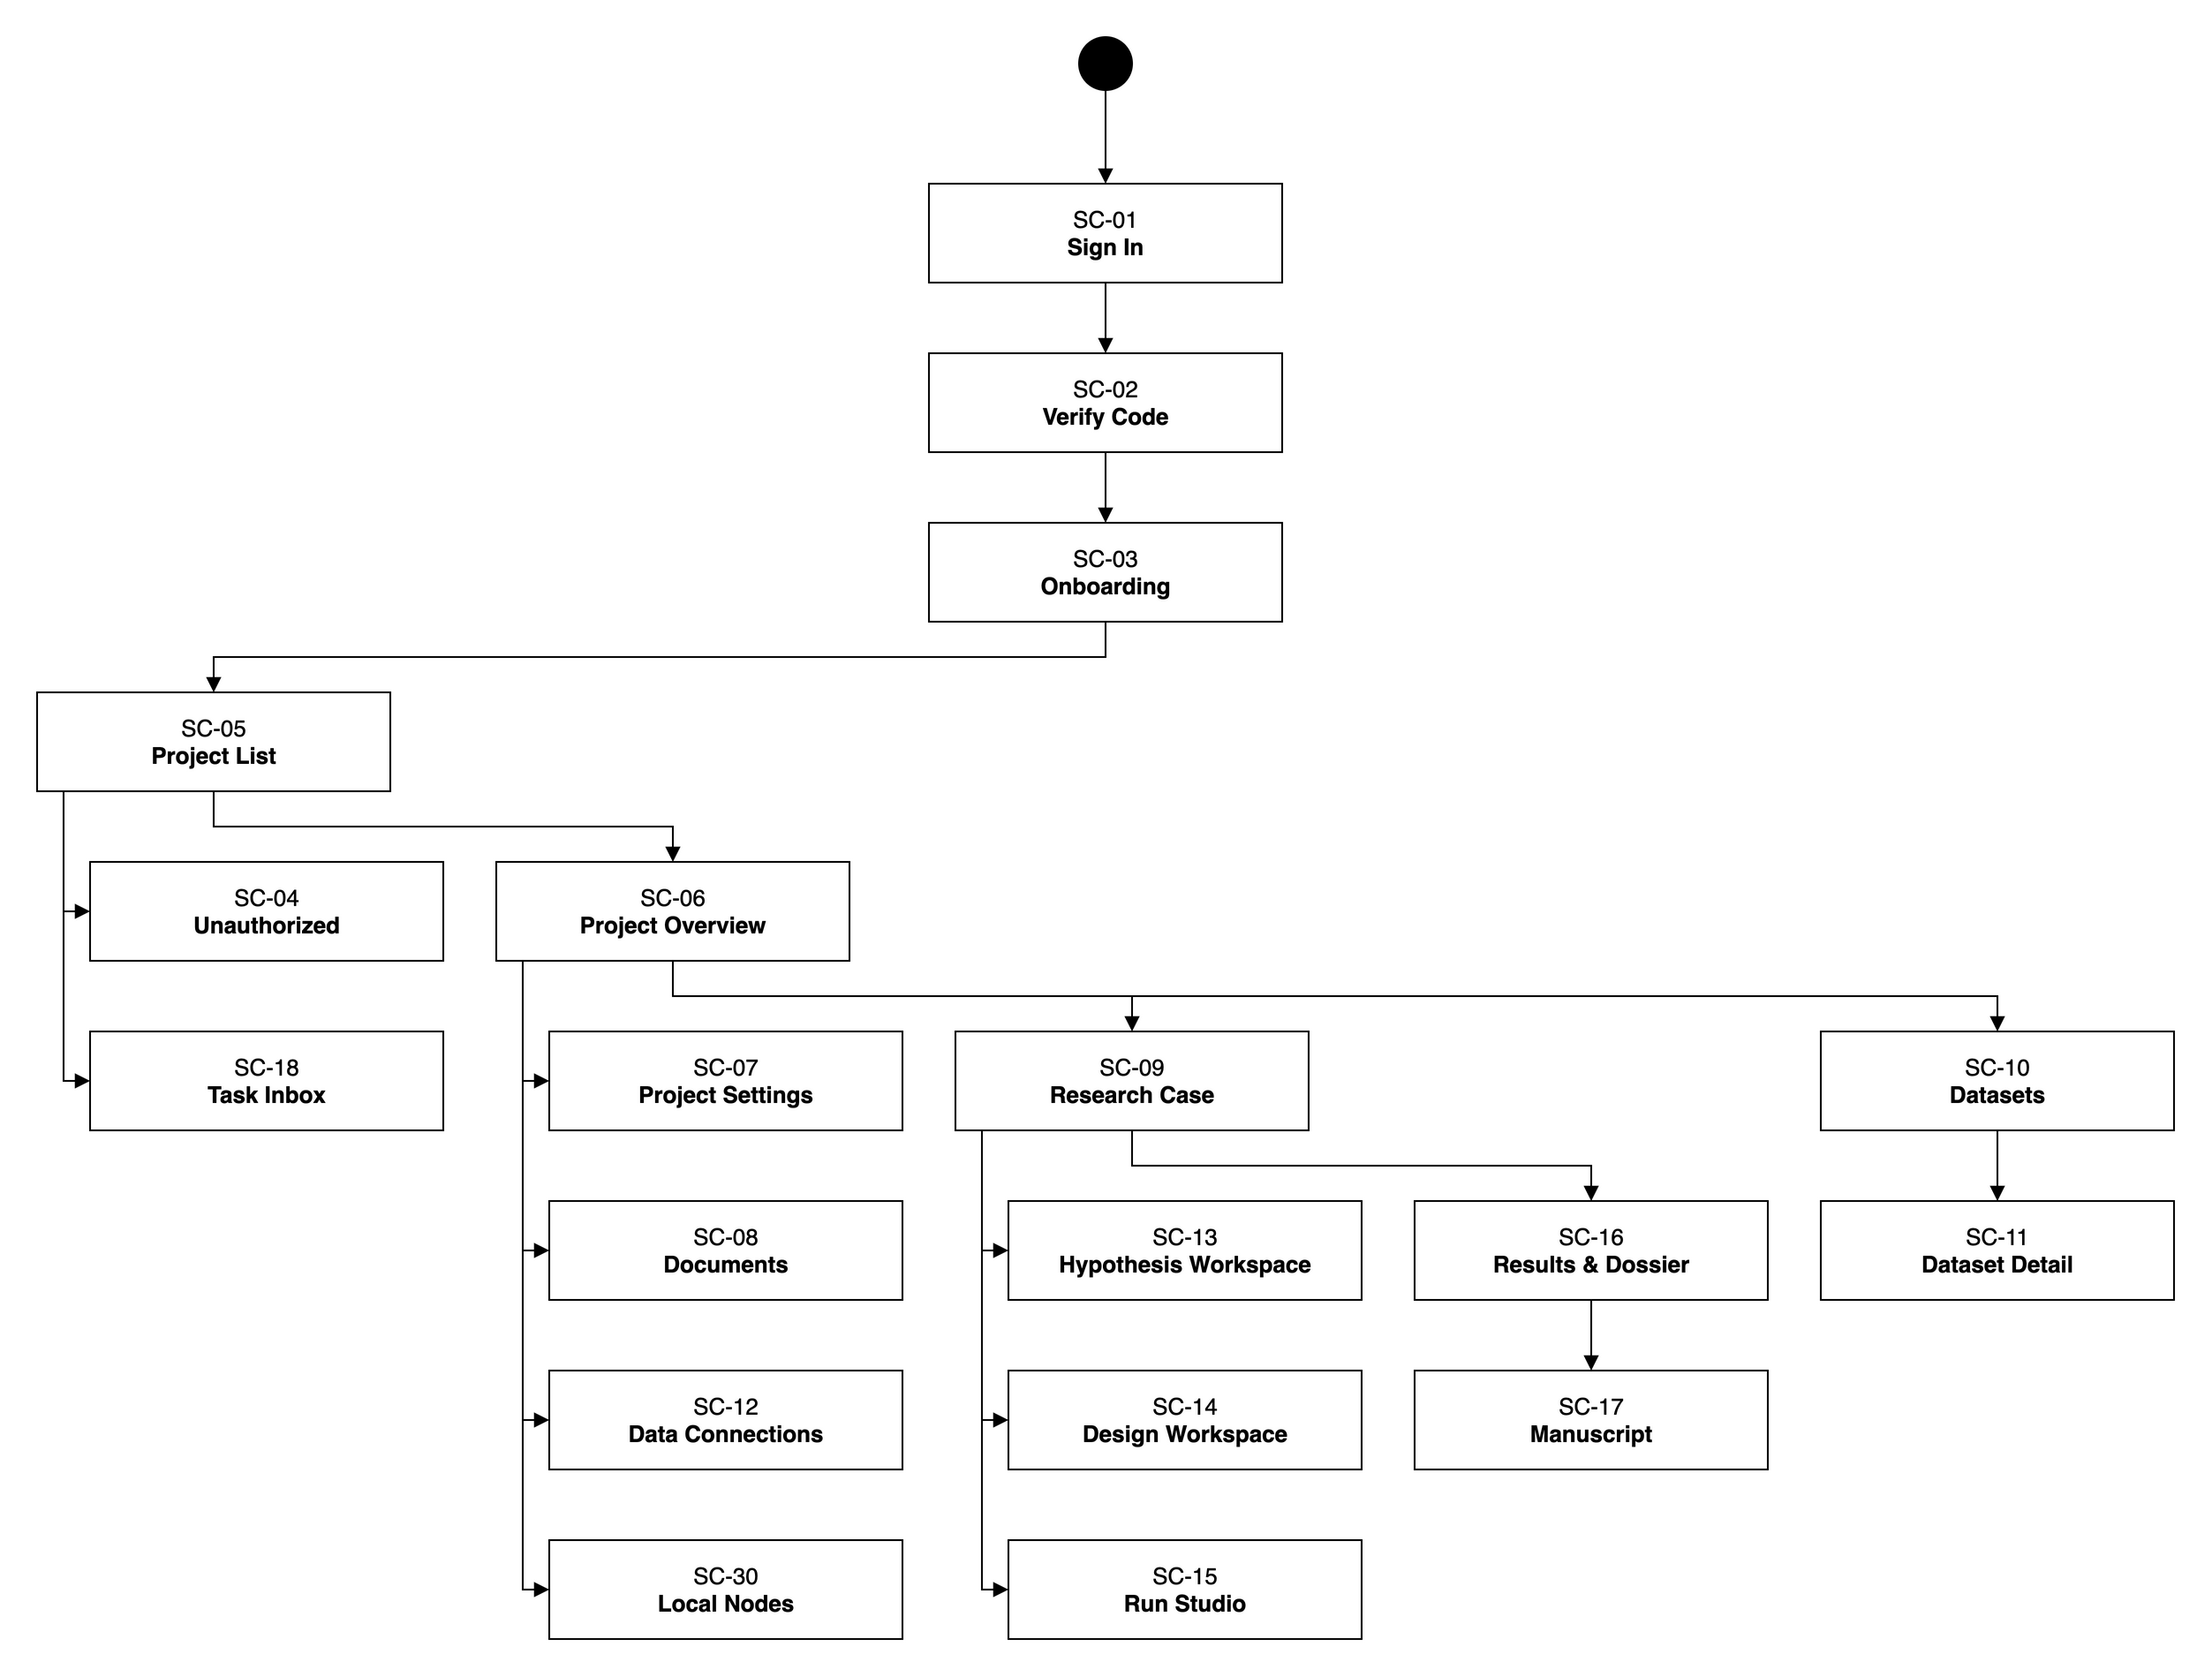 SC-01
Sign In
SC-02
Verify Code
SC-03
Onboarding
SC-05
Project List
SC-04
Unauthorized
SC-06
Project Overview
SC-18
Task Inbox
SC-07
Project Settings
SC-09
Research Case
SC-10
Datasets
SC-08
Documents
SC-13
Hypothesis Workspace
SC-16
Results & Dossier
SC-11
Dataset Detail
SC-12
Data Connections
SC-14
Design Workspace
SC-17
Manuscript
SC-30
Local Nodes
SC-15
Run Studio